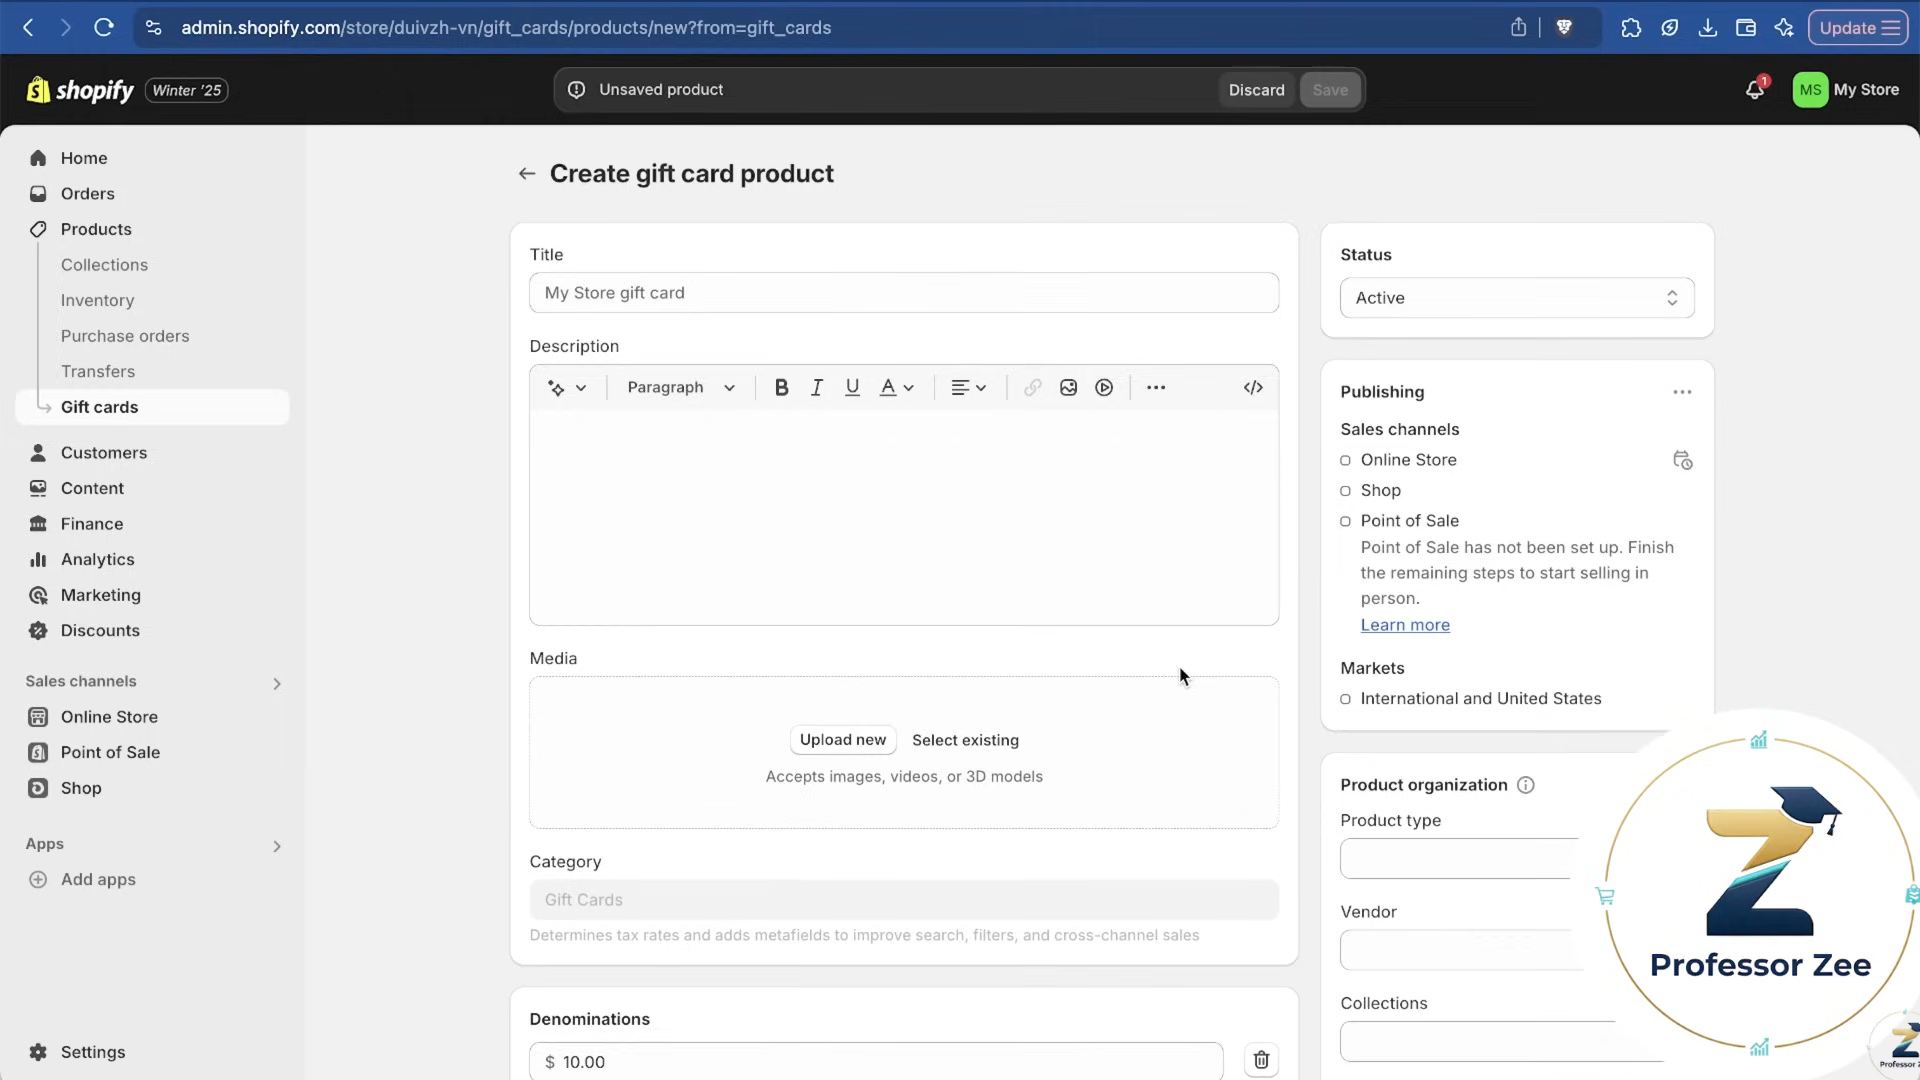 admin.shopify.com/store/duivzh-vn/gift_cards/products/new?from=gift_cards
Update
shopify
Winter '25
Unsaved product
Discard
Save
1
MS
My Store
Home
Orders
Products
Collections
Inventory
Purchase orders
Transfers
Gift cards
Customers
Content
Finance
Analytics
Marketing
Discounts
Sales channels
Online Store
Point of Sale
Shop
Apps
Add apps
Settings
Create gift card product
Title
My Store gift card
Description
Paragraph
Media
Upload new
Select existing
Accepts images, videos, or 3D models
Category
Gift Cards
Determines tax rates and adds metafields to improve search, filters, and cross-channel sales
Denominations
$ 10.00
Status
Active
Publishing
Sales channels
Online Store
Shop
Point of Sale
Point of Sale has not been set up. Finish
the remaining steps to start selling in
person.
Learn more
Markets
International and United States
Product organization
Product type
Vendor
Collections
Professor Zee
Professor Z